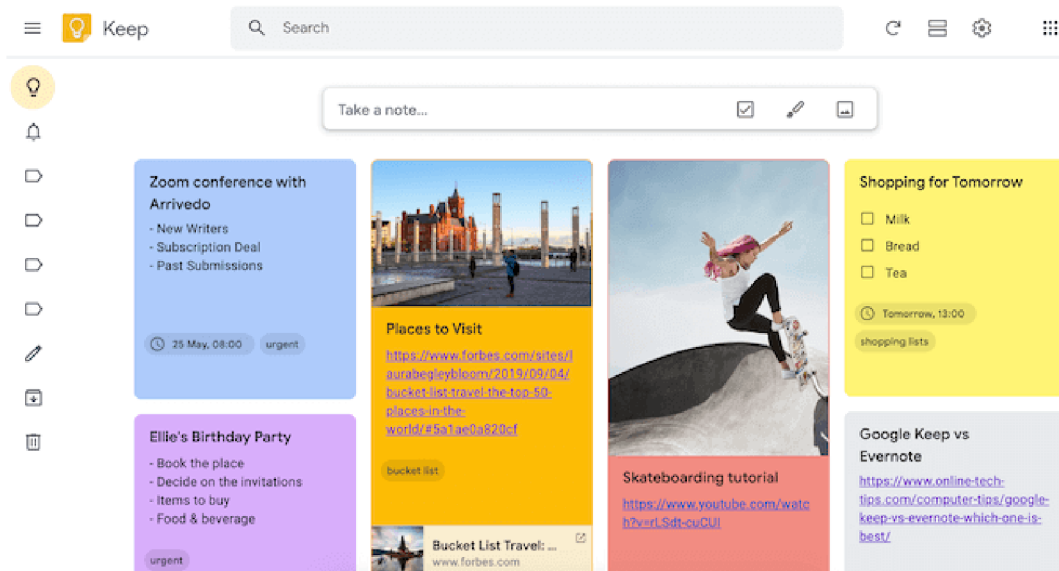 Keep
Search
Take a note...
Zoom conference with
Arrivedo
- New Writers
- Subscription Deal
- Past Submissions
25 May, 08:00
urgent
Ellie's Birthday Party
- Book the place
- Decide on the invitations
- Items to buy
- Food & beverage
urgent
Places to Visit
https://www.forbes.com/sites/l
aurabegleybloom/2019/09/04/
bucket-list-travel-the-top-50-
places-in-the-
world/#5a1ae0a820cf
bucket list
Bucket List Travel: ...
www.forbes.com
Skateboarding tutorial
https://www.youtube.com/watc
h?v=rLSdt-cuCUI
Shopping for Tomorrow
Milk
Bread
Tea
Tomorrow, 13:00
shopping lists
Google Keep vs
Evernote
https://www.online-tech-
tips.com/computer-tips/google-
keep-vs-evernote-which-one-is-
best/